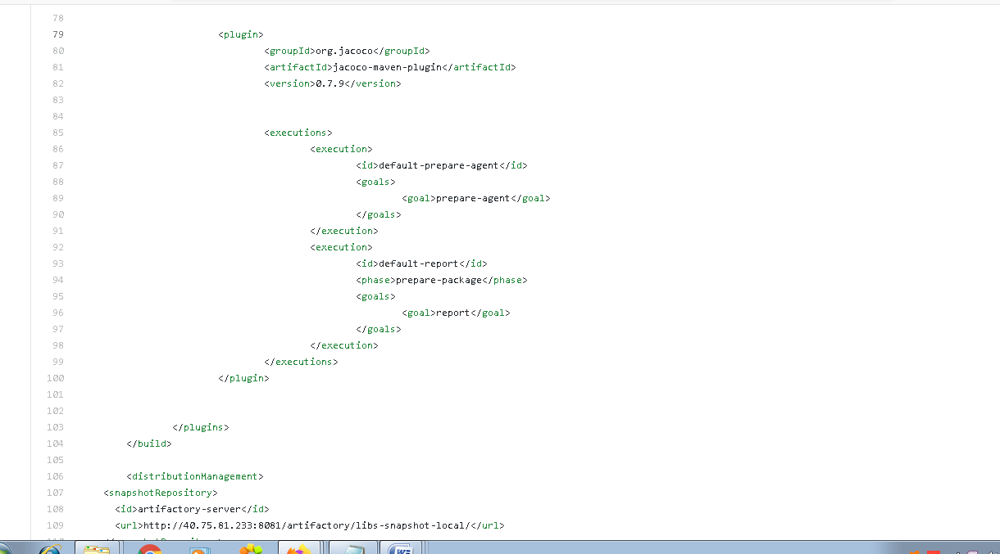 78
79 <plugin>
80 <groupId>org.jacoco</groupId>
81 <artifactId>jacoco-maven-plugin</artifactId>
82 <version>0.7.9</version>
83
84
85 <executions>
86 <execution>
87 <id>default-prepare-agent</id>
88 <goals>
89 <goal>prepare-agent</goal>
90 </goals>
91 </execution>
92 <execution>
93 <id>default-report</id>
94 <phase>prepare-package</phase>
95 <goals>
96 <goal>report</goal>
97 </goals>
98 </execution>
99 </executions>
100 </plugin>
101
102
103 </plugins>
104 </build>
105
106 <distributionManagement>
107 <snapshotRepository>
108 <id>artifactory-server</id>
109 <url>http://40.75.81.233:8081/artifactory/libs-snapshot-local/</url>